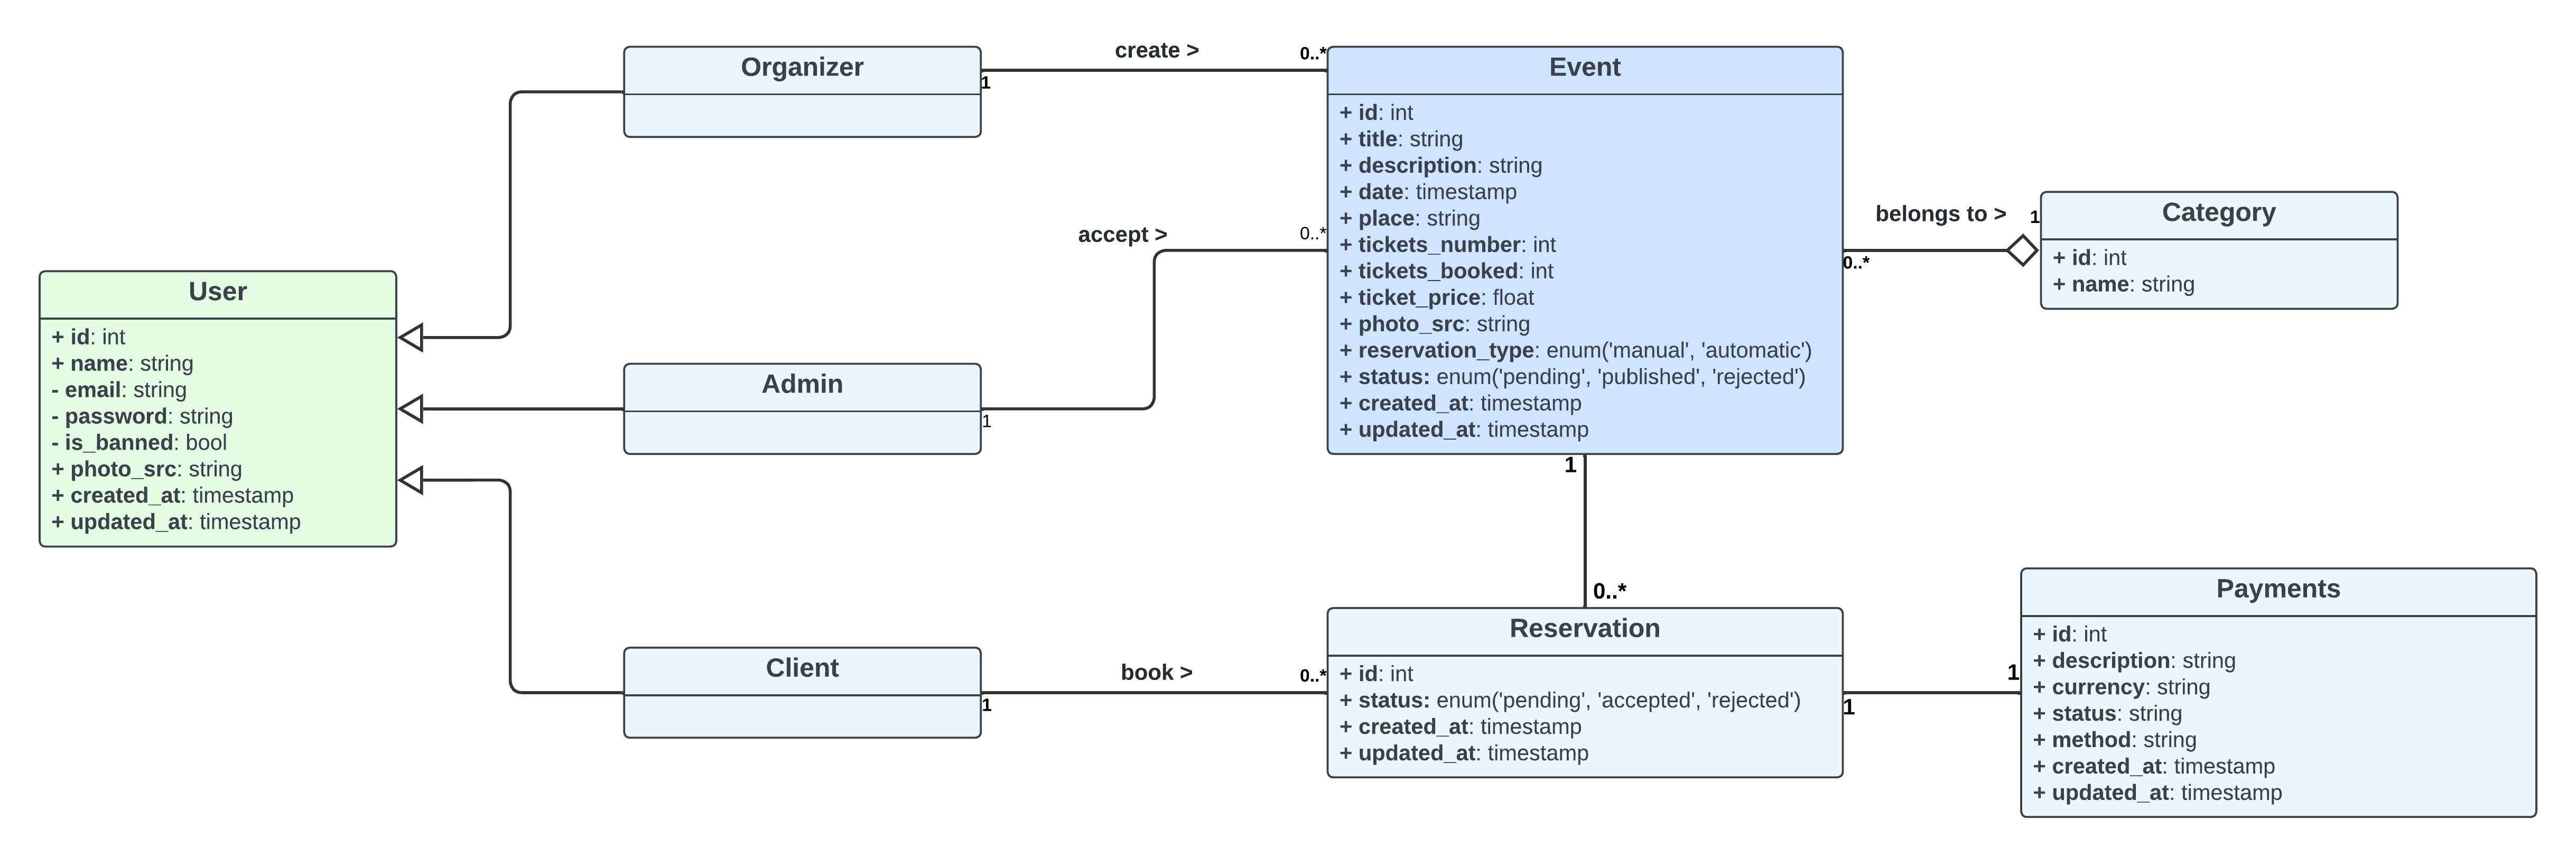 Organizer
1
create >
0..*
Event
+ id: int
+ title: string
+ description: string
+ date: timestamp
+ place: string
+ tickets_number: int
+ tickets_booked: int
+ ticket_price: float
+ photo_src: string
+ reservation_type: enum('manual', 'automatic')
+ status: enum('pending', 'published', 'rejected')
+ created_at: timestamp
+ updated_at: timestamp
belongs to >
1
0..*
Category
+ id: int
+ name: string
accept >
0..*
User
+ id: int
+ name: string
- email: string
- password: string
- is_banned: bool
+ photo_src: string
+ created_at: timestamp
+ updated_at: timestamp
Admin
1
1
0..*
Client
1
book >
0..*
Reservation
+ id: int
+ status: enum('pending', 'accepted', 'rejected')
+ created_at: timestamp
+ updated_at: timestamp
1
1
Payments
+ id: int
+ description: string
+ currency: string
+ status: string
+ method: string
+ created_at: timestamp
+ updated_at: timestamp